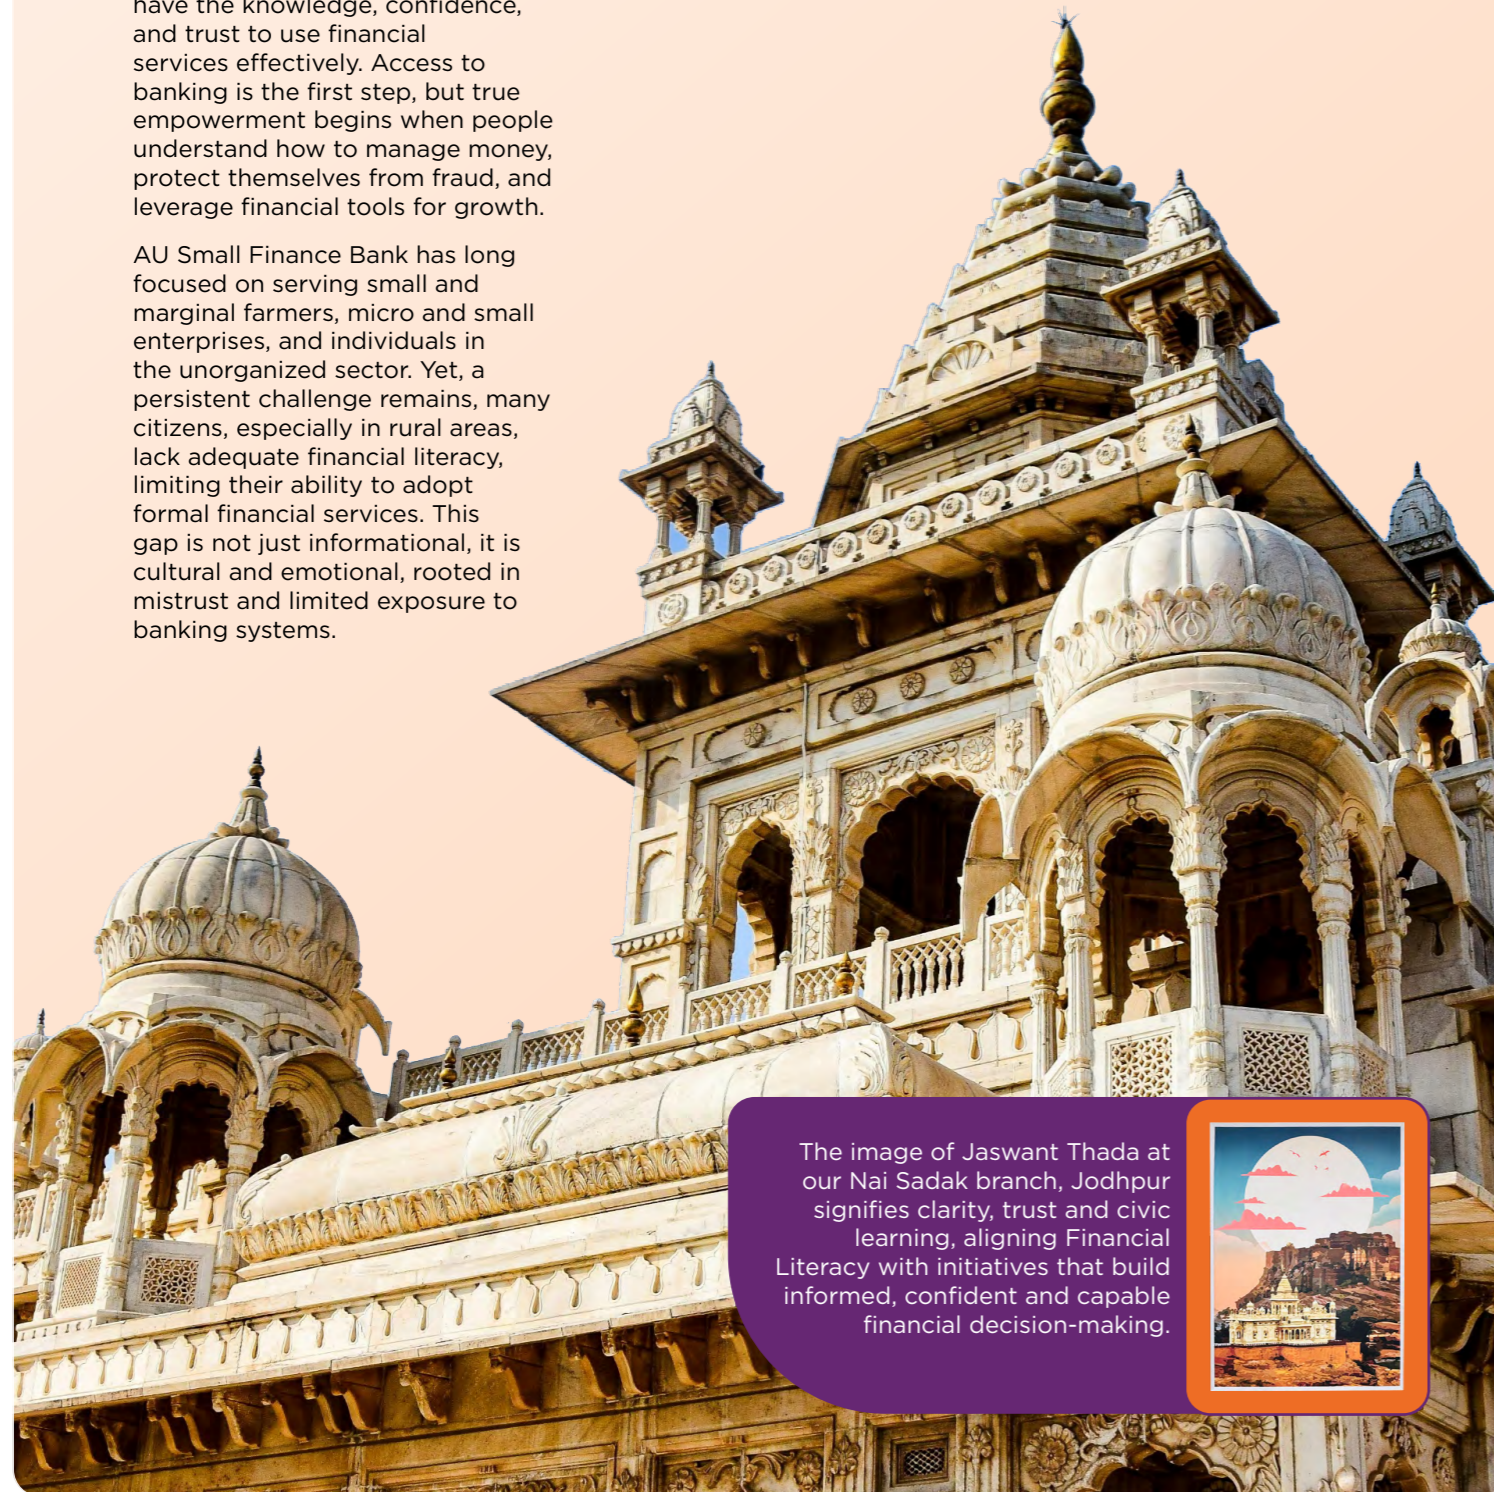 have the knowledge, confidence,
and trust to use financial
services effectively. Access to
banking is the first step, but true
empowerment begins when people
understand how to manage money,
protect themselves from fraud, and
leverage financial tools for growth.
AU Small Finance Bank has long
focused on serving small and
marginal farmers, micro and small
enterprises, and individuals in
the unorganized sector. Yet, a
persistent challenge remains, many
citizens, especially in rural areas,
lack adequate financial literacy,
limiting their ability to adopt
formal financial services. This
gap is not just informational, it is
cultural and emotional, rooted in
mistrust and limited exposure to
banking systems.
The image of Jaswant Thada at
our Nai Sadak branch, Jodhpur
signifies clarity, trust and civic
learning, aligning Financial
Literacy with initiatives that build
informed, confident and capable
financial decision-making.